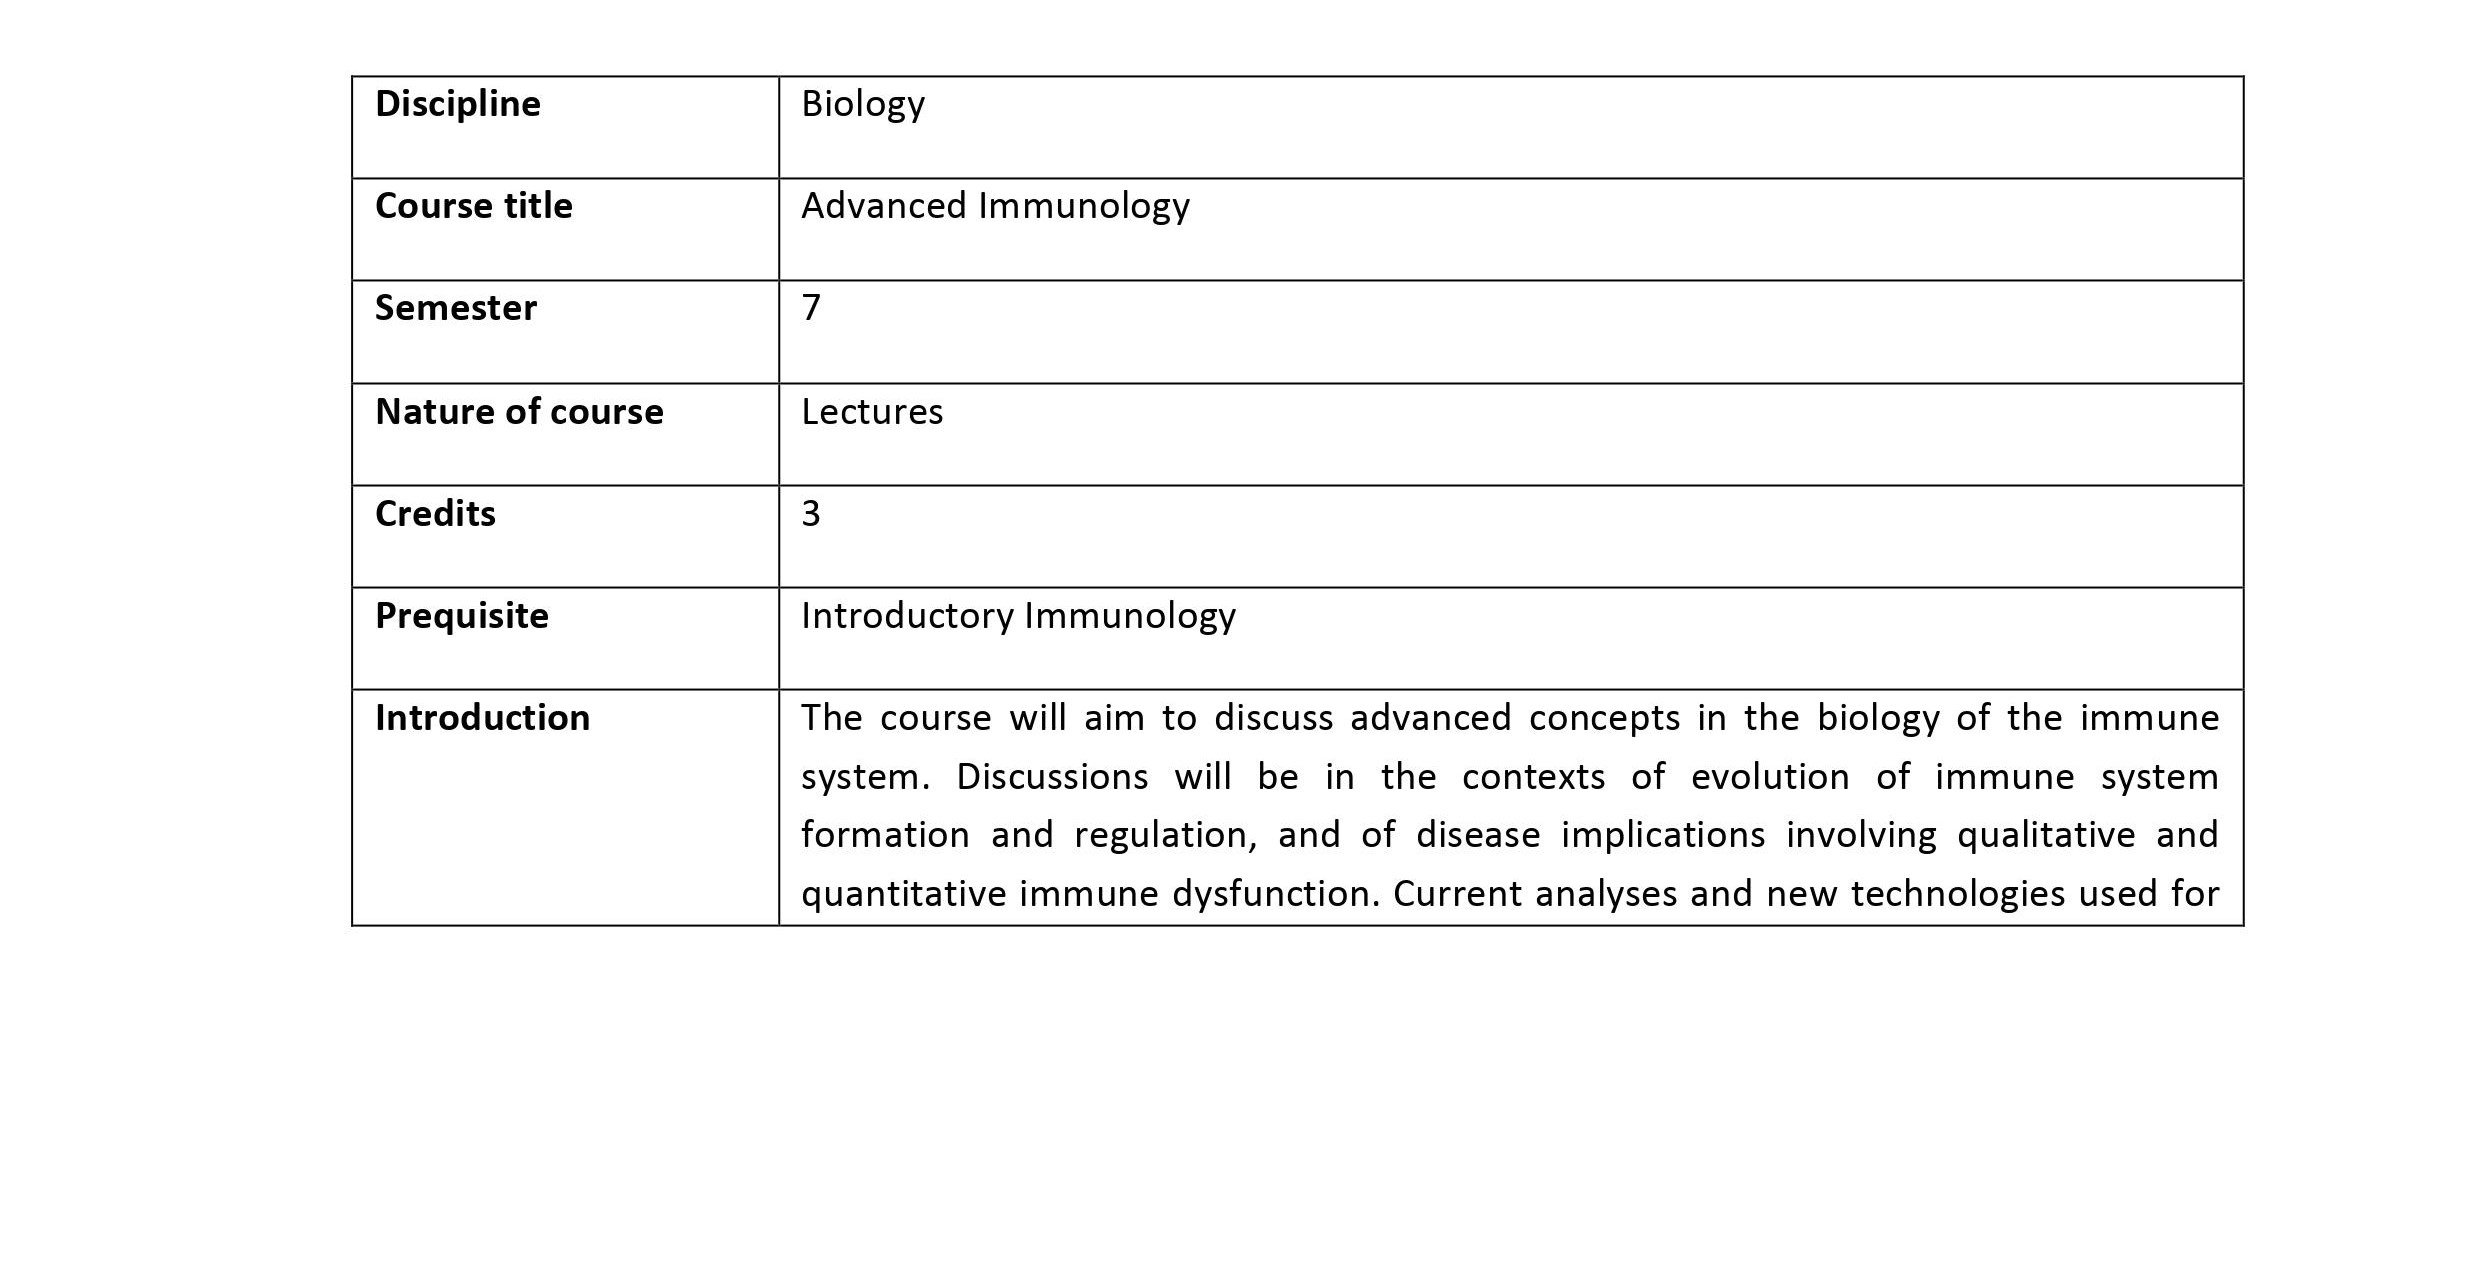 Discipline Biology
Course title Advanced Immunology
Semester 7
Nature of course Lectures
Credits 3
Prequisite Introductory Immunology
Introduction The course will aim to discuss advanced concepts in the biology of the immune
system. Discussions will be in the contexts of evolution of immune system
formation and regulation, and of disease implications involving qualitative and
quantitative immune dysfunction. Current analyses and new technologies used for